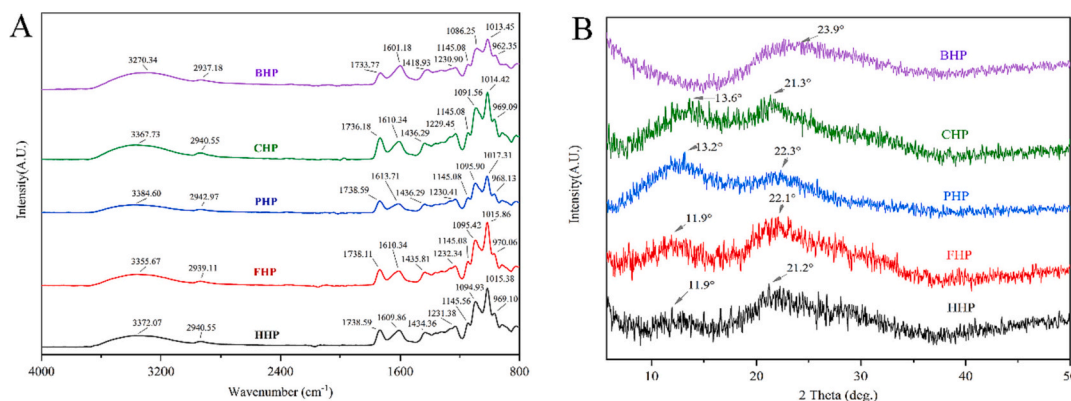 A
Intensity(A.U.)
Wavenumber (cm⁻¹)
4000 3200 2400 1600 800
BHP
3270.34 2937.18 1733.77 1601.18 1418.93 1230.90 1145.08 1086.25 1013.45 962.35
CHP
3367.73 2940.55 1736.18 1610.34 1436.29 1229.45 1145.08 1091.56 1014.42 969.09
PHP
3384.60 2942.97 1738.59 1613.71 1436.29 1230.41 1145.08 1095.90 1017.31 968.13
FHP
3355.67 2939.11 1738.11 1610.34 1435.81 1232.34 1145.08 1095.42 1015.86 970.06
HHP
3372.07 2940.55 1738.59 1609.86 1434.36 1231.38 1145.56 1094.93 1015.38 969.10
B
Intensity(A.U.)
2 Theta (deg.)
10 20 30 40 50
23.9° BHP
13.6° 21.3° CHP
13.2° 22.3° PHP
11.9° 22.1° FHP
11.9° 21.2° HHP